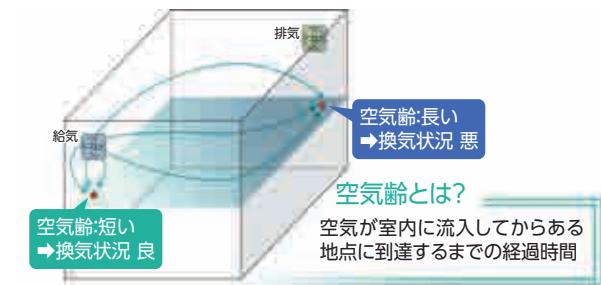 排気
給気
空気齢:長い
➡換気状況 悪
空気齢:短い
➡換気状況 良
空気齢とは?
空気が室内に流入してからある
地点に到達するまでの経過時間